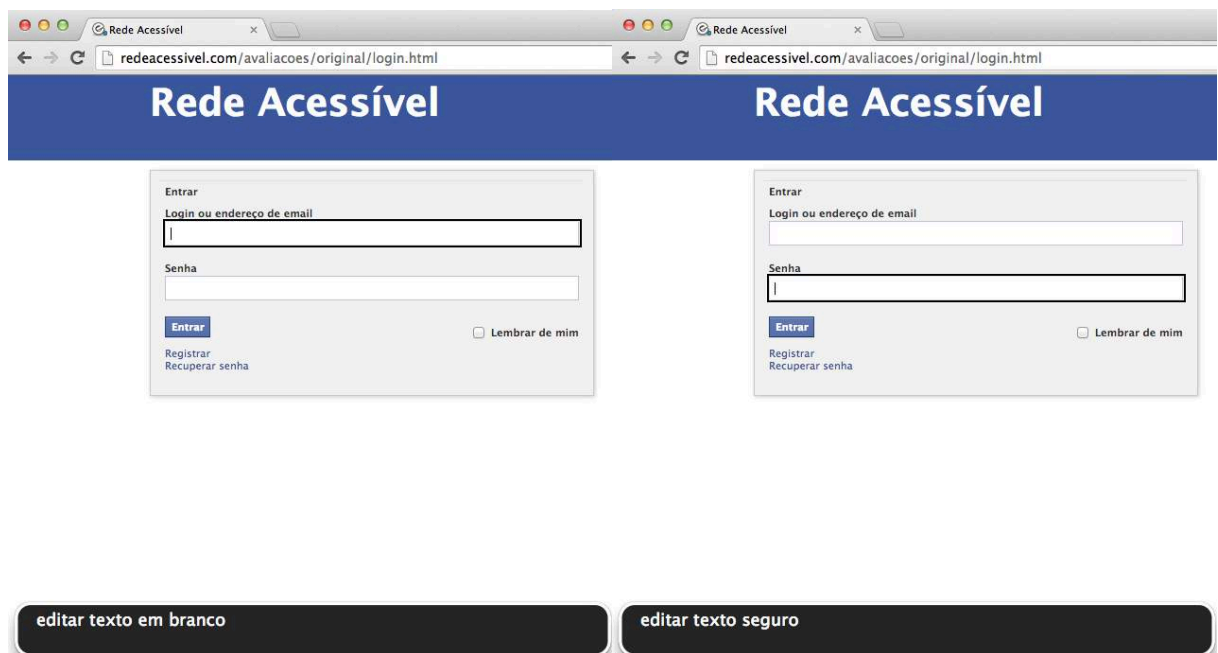 Rede Acessível
redeacessivel.com/avaliacoes/original/login.html
Rede Acessível
Entrar
Login ou endereço de email
Senha
Entrar
Lembrar de mim
Registrar
Recuperar senha
editar texto em branco
Rede Acessível
redeacessivel.com/avaliacoes/original/login.html
Rede Acessível
Entrar
Login ou endereço de email
Senha
Entrar
Lembrar de mim
Registrar
Recuperar senha
editar texto seguro